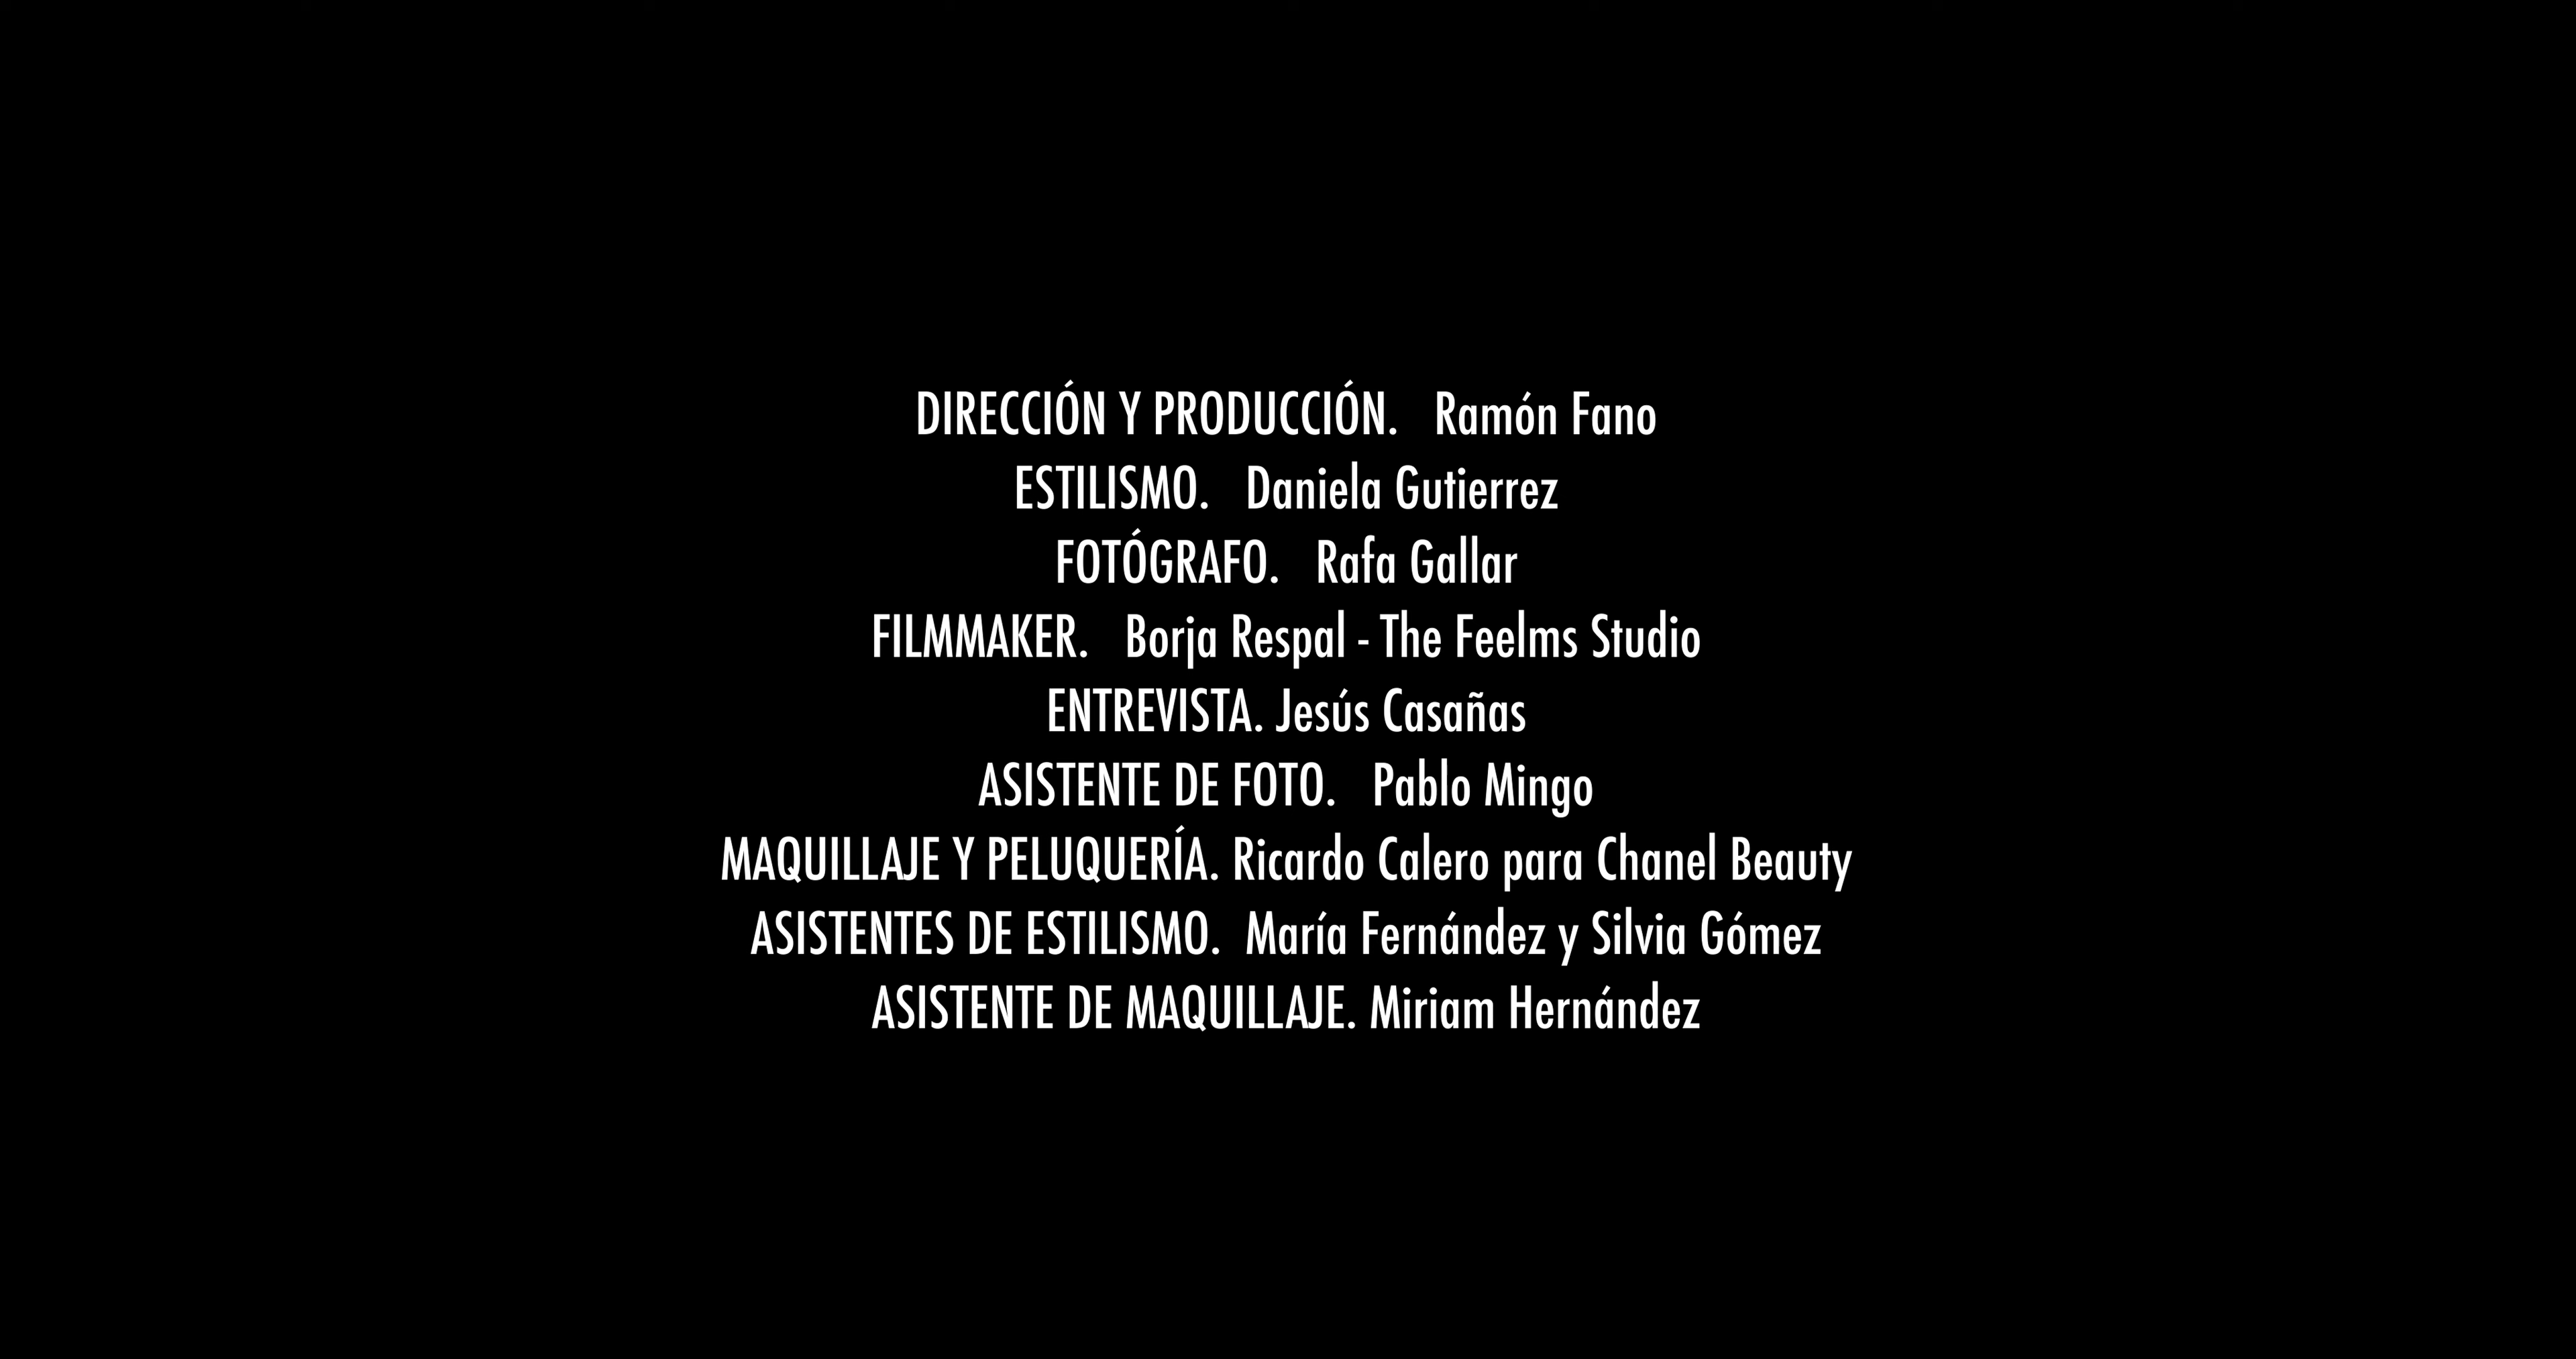 DIRECCIÓN Y PRODUCCIÓN. Ramón Fano
ESTILISMO. Daniela Gutierrez
FOTÓGRAFO. Rafa Gallar
FILMMAKER. Borja Respal - The Feelms Studio
ENTREVISTA. Jesús Casañas
ASISTENTE DE FOTO. Pablo Mingo
MAQUILLAJE Y PELUQUERÍA. Ricardo Calero para Chanel Beauty
ASISTENTES DE ESTILISMO. María Fernández y Silvia Gómez
ASISTENTE DE MAQUILLAJE. Miriam Hernández